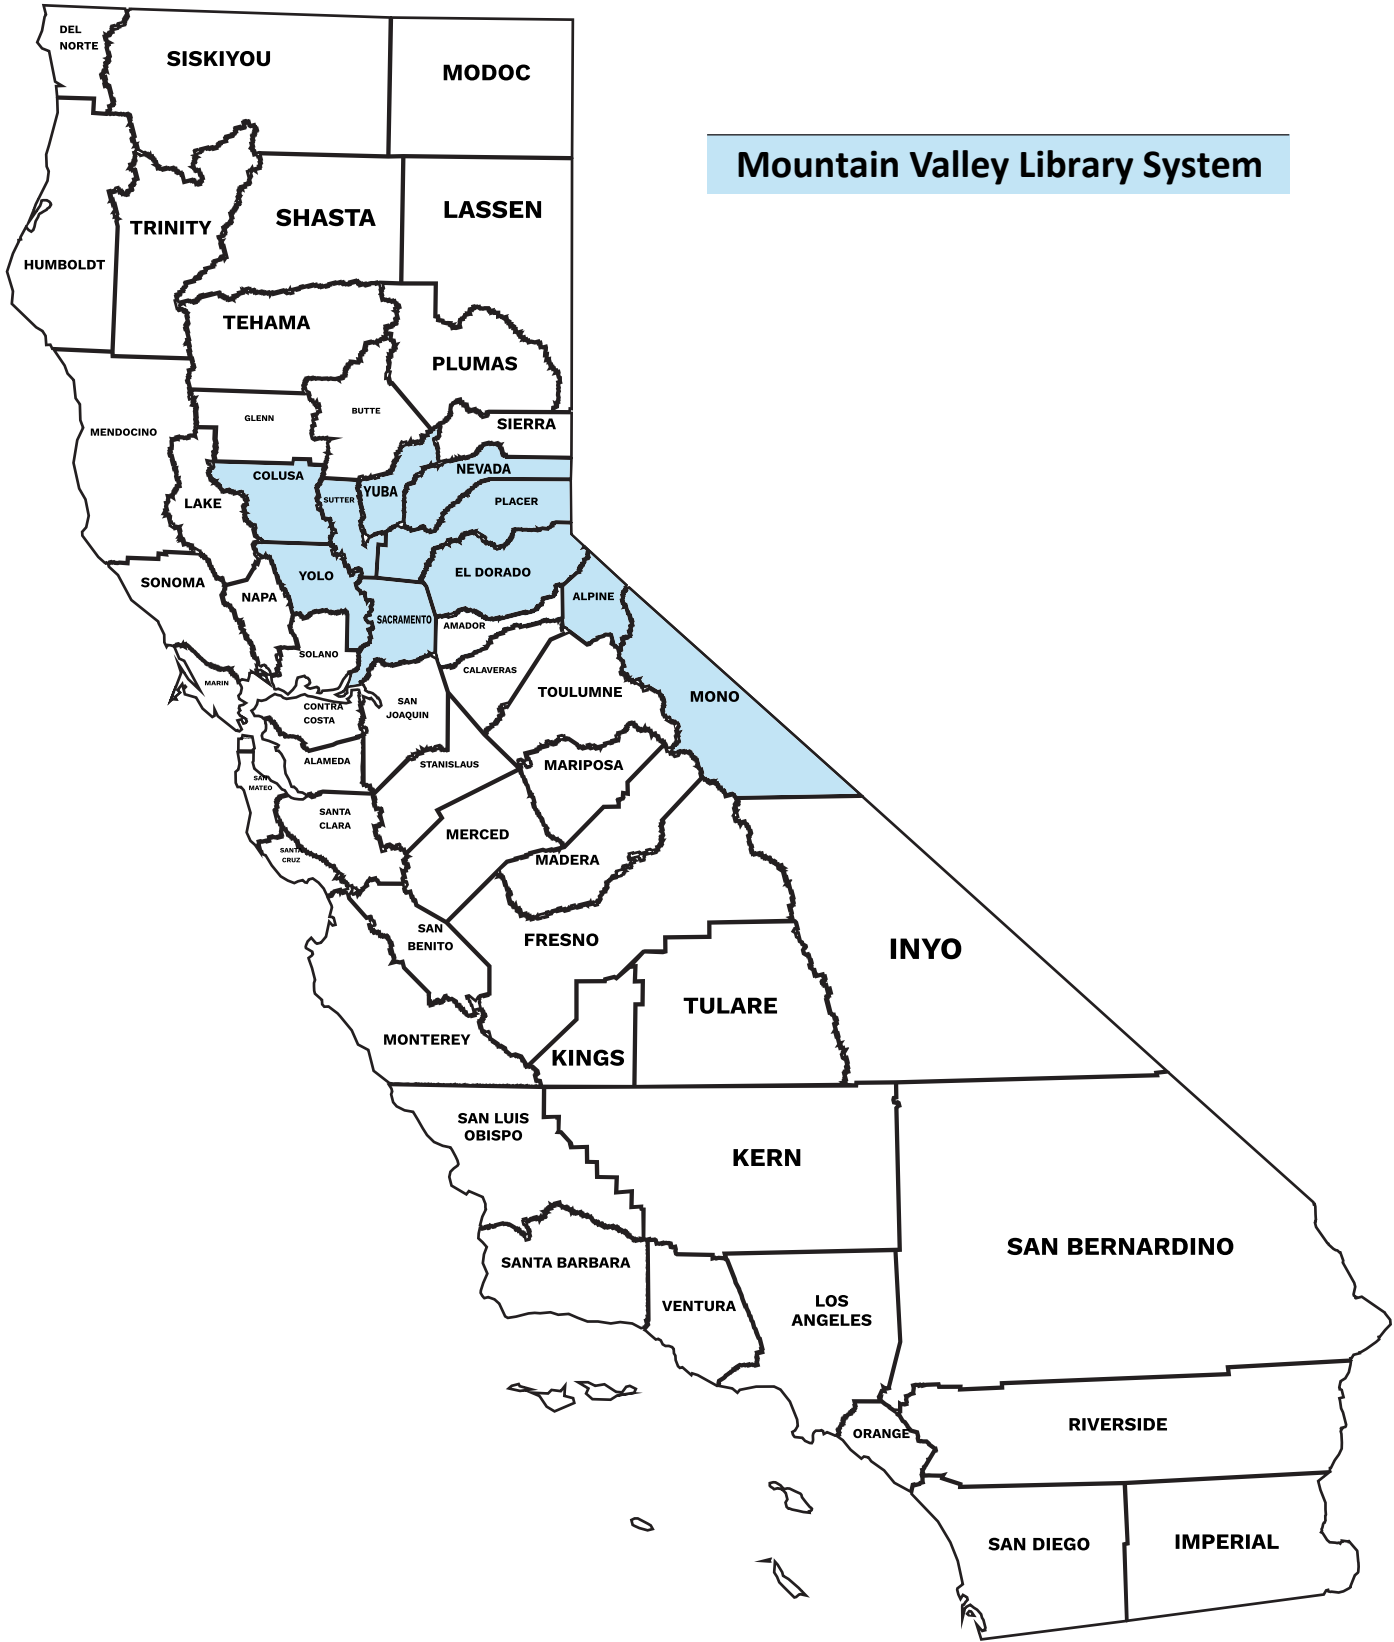 DEL
NORTE
SISKIYOU
MODOC
Mountain Valley Library System
TRINITY
SHASTA
LASSEN
HUMBOLDT
TEHAMA
PLUMAS
MENDOCINO
GLENN
BUTTE
SIERRA
COLUSA
NEVADA
LAKE
SUTTER
YUBA
PLACER
SONOMA
YOLO
EL DORADO
NAPA
ALPINE
SACRAMENTO
AMADOR
SOLANO
CALAVERAS
MARIN
TOULUMNE
MONO
CONTRA
COSTA
SAN
JOAQUIN
ALAMEDA
STANISLAUS
MARIPOSA
SAN
MATEO
SANTA
CLARA
MERCED
SANTA
CRUZ
MADERA
SAN
BENITO
FRESNO
INYO
TULARE
MONTEREY
KINGS
SAN LUIS
OBISPO
KERN
SAN BERNARDINO
SANTA BARBARA
VENTURA
LOS
ANGELES
ORANGE
RIVERSIDE
SAN DIEGO
IMPERIAL